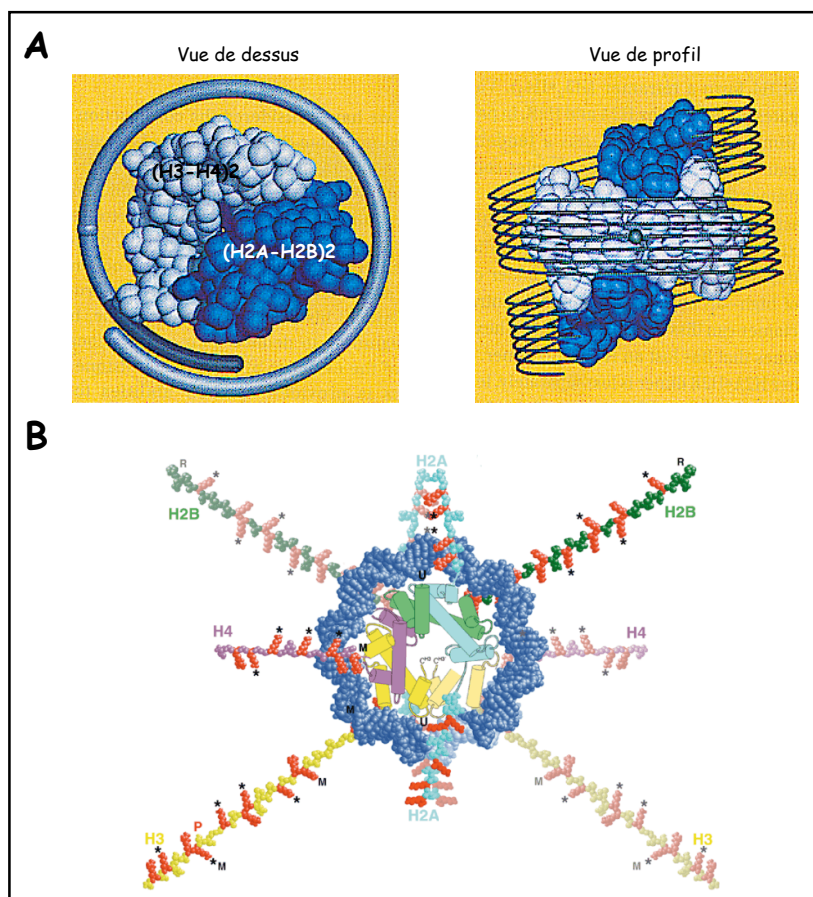 A
Vue de dessus
Vue de profil
(H3-H4)2
(H2A-H2B)2
B
R
H2A
R
*
*
H2B
*
*
*
*
*
*
H2B
*
*
*
*
U
H4
*
*
*
M
*
*
H4
*
*
M
U
*
*
M
*
*
M
*
*
P
H3
*
*
M
H2A
*
*
H3
M
*
*